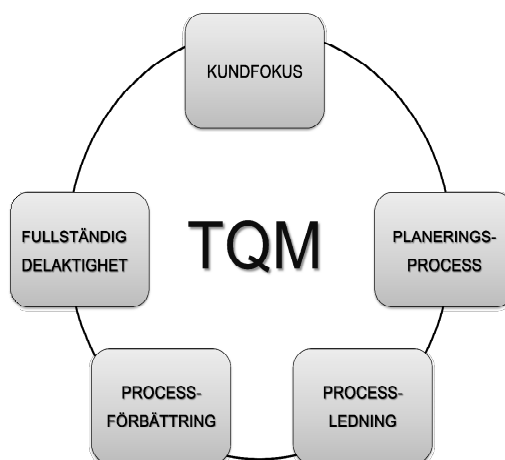 KUNDFOKUS
FULLSTÄNDIG
DELAKTIGHET
TQM
PLANERINGS-
PROCESS
PROCESS-
FÖRBÄTTRING
PROCESS-
LEDNING